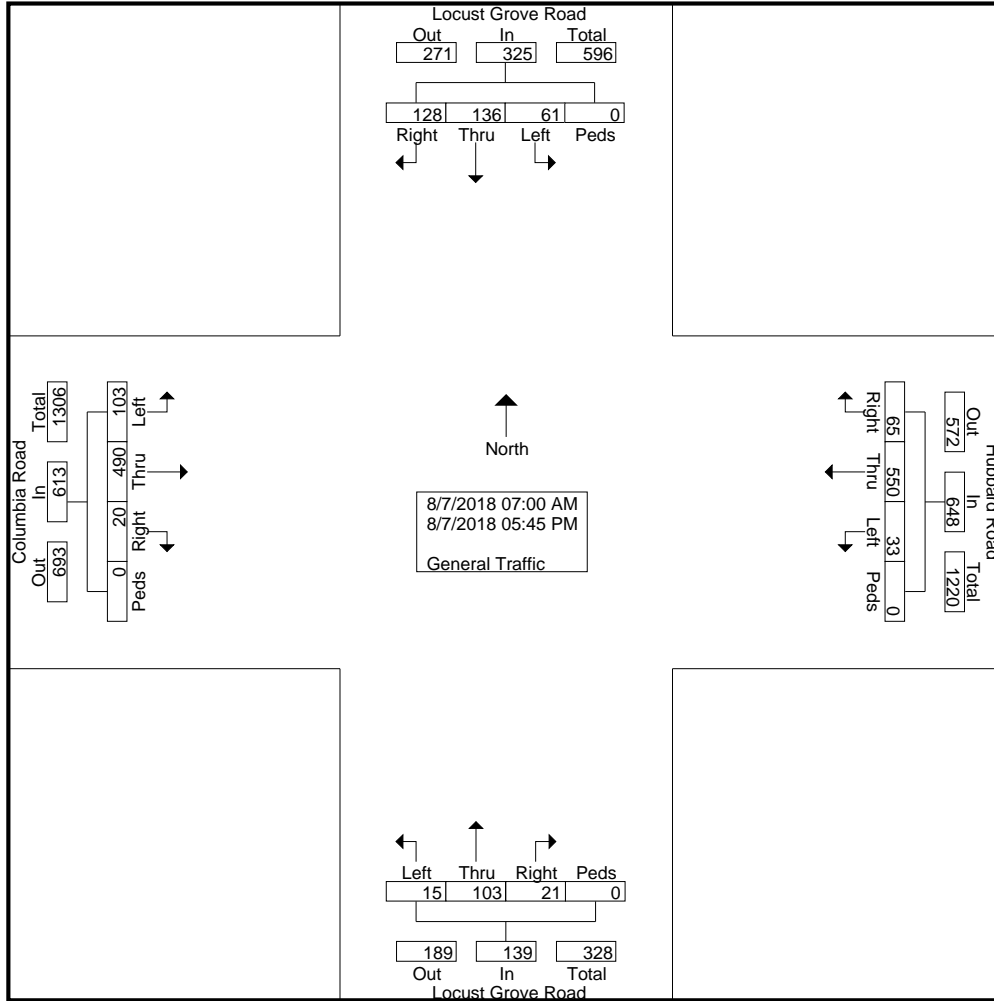 Locust Grove Road
Out In Total
271 325 596
128 136 61 0
Right Thru Left Peds
Columbia Road
Total In Out
1306 613 693
103 490 20 0
Left Thru Right Peds
North
8/7/2018 07:00 AM
8/7/2018 05:45 PM
General Traffic
Right Thru Left Peds
65 550 33 0
572 648 1220
Out In Total
Hubbard Road
Left Thru Right Peds
15 103 21 0
189 139 328
Out In Total
Locust Grove Road